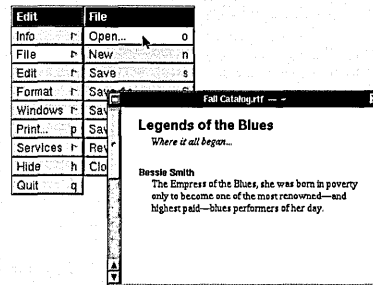 Edit
Info
File
Edit
Format
Windows
Print... p
Services
Hide h
Quit q
File
Open... o
New n
Save s
Sav
Fall Catalog.rtf
Legends of the Blues
Where it all began...
Bessie Smith
The Empress of the Blues, she was born in poverty
only to become one of the most renowned—and
highest paid—blues performers of her day.